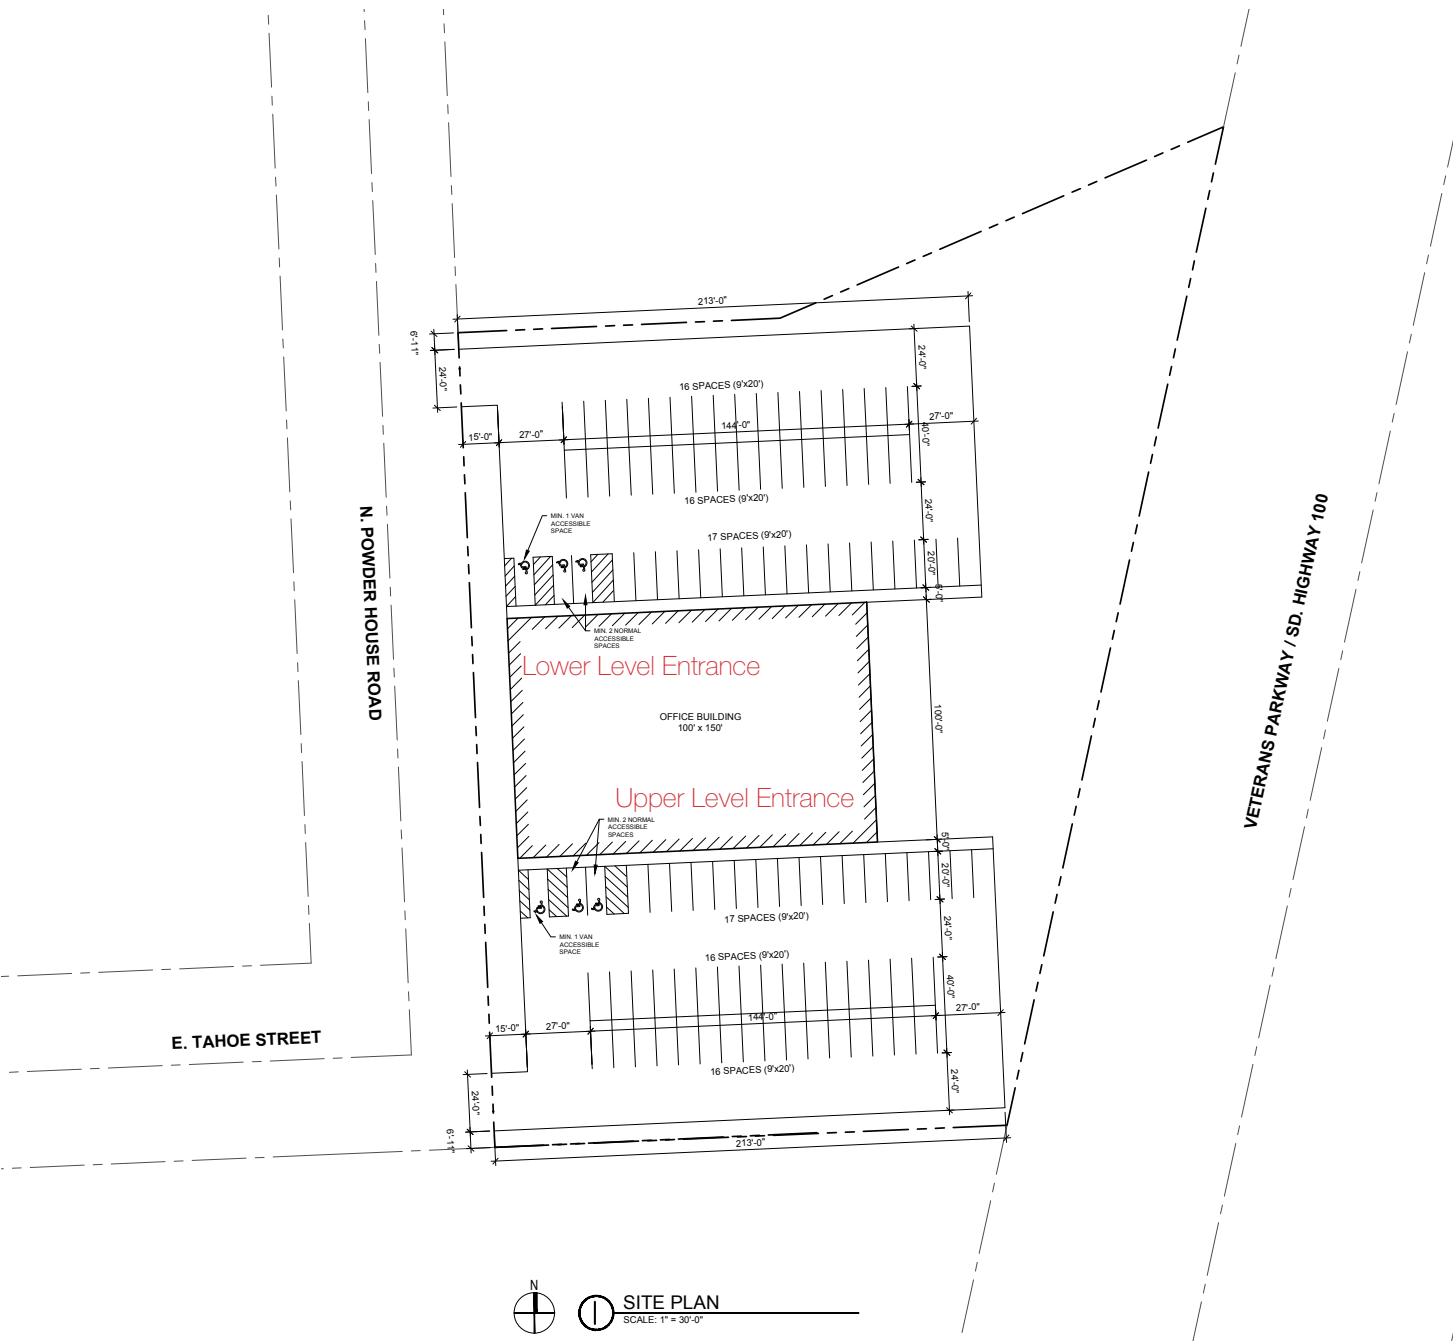 213'-0"
6'-11"
24'-0"
24'-0"
16 SPACES (9'x20')
27'-0"
144'-0"
15'-0"
27'-0"
40'-0"
16 SPACES (9'x20')
24'-0"
MIN. 1 VAN
ACCESSIBLE
SPACE
17 SPACES (9'x20')
20'-0"
MIN. 2 NORMAL
ACCESSIBLE
SPACES
Lower Level Entrance
N. POWDER HOUSE ROAD
OFFICE BUILDING
100' x 150'
100'-0"
VETERANS PARKWAY / SD. HIGHWAY 100
Upper Level Entrance
MIN. 2 NORMAL
ACCESSIBLE
SPACES
5'-0"
20'-0"
17 SPACES (9'x20')
24'-0"
MIN. 1 VAN
ACCESSIBLE
SPACE
16 SPACES (9'x20')
40'-0"
27'-0"
144'-0"
15'-0"
27'-0"
E. TAHOE STREET
16 SPACES (9'x20')
24'-0"
24'-0"
6'-11"
213'-0"
N
SITE PLAN
SCALE: 1" = 30'-0"